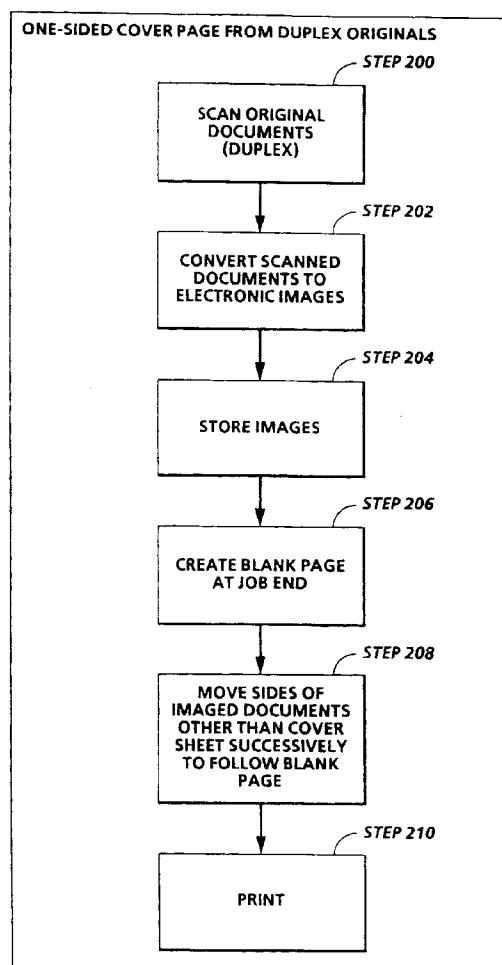 ONE-SIDED COVER PAGE FROM DUPLEX ORIGINALS
STEP 200
SCAN ORIGINAL
DOCUMENTS
(DUPLEX)
STEP 202
CONVERT SCANNED
DOCUMENTS TO
ELECTRONIC IMAGES
STEP 204
STORE IMAGES
STEP 206
CREATE BLANK PAGE
AT JOB END
STEP 208
MOVE SIDES OF
IMAGED DOCUMENTS
OTHER THAN COVER
SHEET SUCCESSIVELY
TO FOLLOW BLANK
PAGE
STEP 210
PRINT